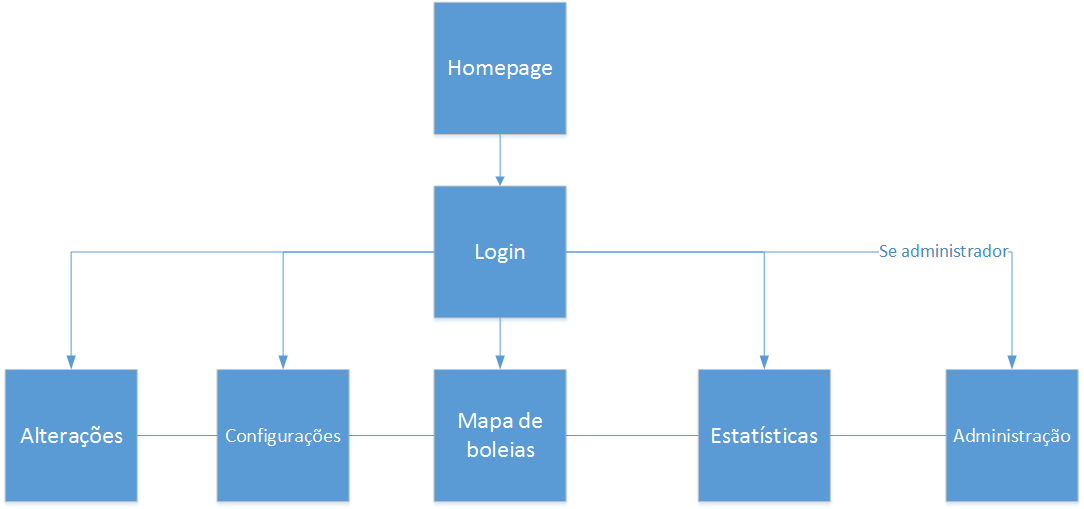 Homepage
Login
Se administrador
Alterações
Configurações
Mapa de
boleias
Estatísticas
Administração